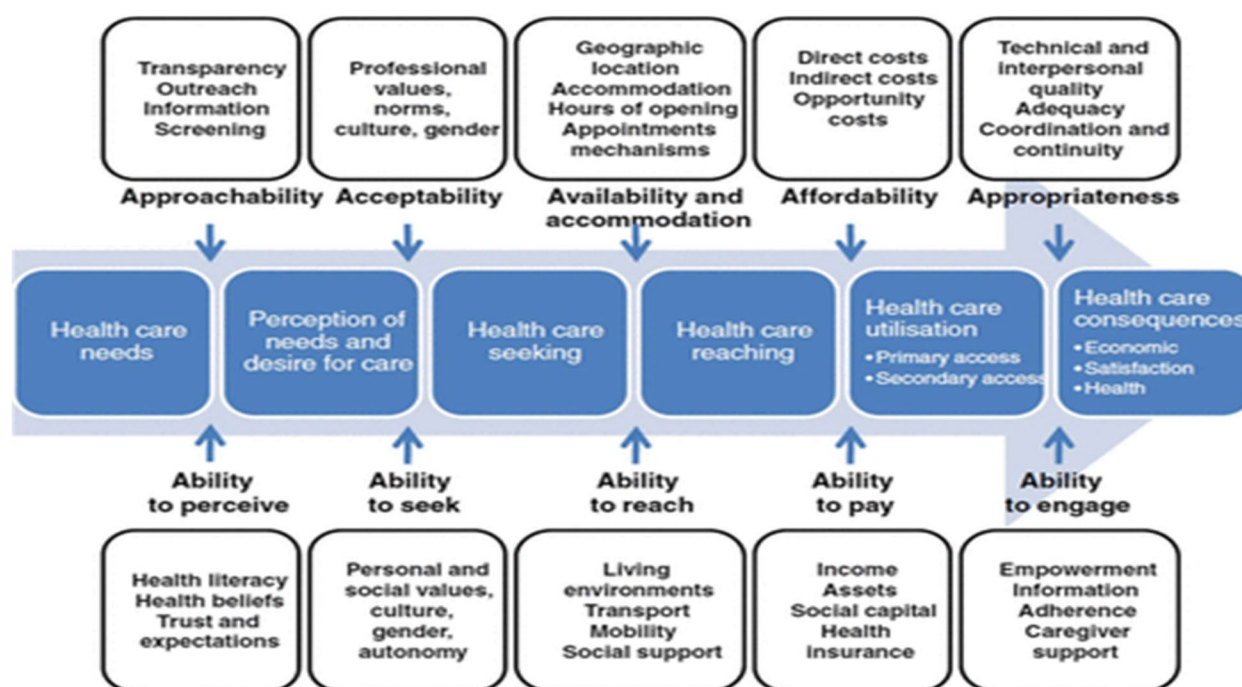 Transparency
Outreach
Information
Screening
Professional
values,
norms,
culture, gender
Geographic
location
Accommodation
Hours of opening
Appointments
mechanisms
Direct costs
Indirect costs
Opportunity
costs
Technical and
interpersonal
quality
Adequacy
Coordination and
continuity
Approachability
Acceptability
Availability and
accommodation
Affordability
Appropriateness
Health care
needs
Perception of
needs and
desire for care
Health care
seeking
Health care
reaching
Health care
utilisation
•Primary access
•Secondary access
Health care
consequences
•Economic
•Satisfaction
•Health
Ability
to perceive
Ability
to seek
Ability
to reach
Ability
to pay
Ability
to engage
Health literacy
Health beliefs
Trust and
expectations
Personal and
social values,
culture,
gender,
autonomy
Living
environments
Transport
Mobility
Social support
Income
Assets
Social capital
Health
insurance
Empowerment
Information
Adherence
Caregiver
support